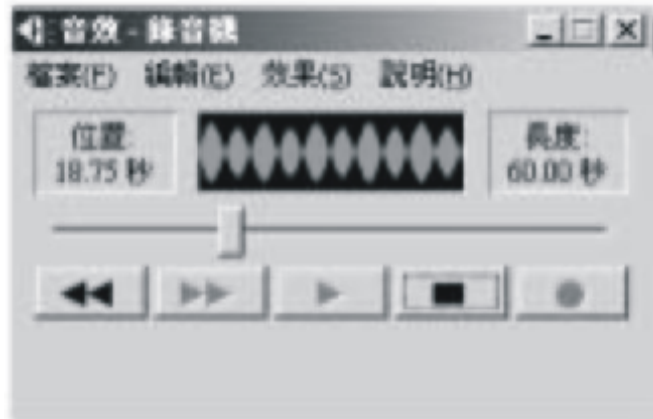 音效 - 錄音機
檔案(F) 編輯(E) 效果(S) 說明(H)
位置:
18.75 秒
長度:
60.00 秒